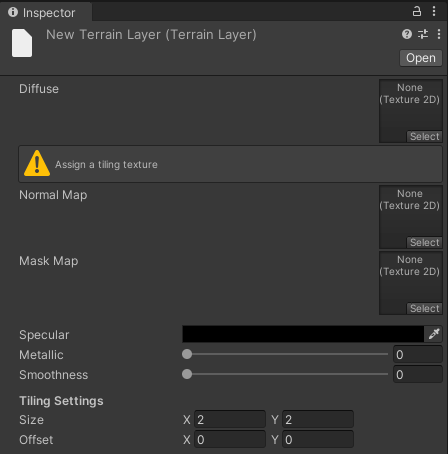 Inspector
New Terrain Layer (Terrain Layer)
Open
Diffuse
None
(Texture 2D)
Select
Assign a tiling texture
Normal Map
None
(Texture 2D)
Select
Mask Map
None
(Texture 2D)
Select
Specular
Metallic 0
Smoothness 0
Tiling Settings
Size X 2 Y 2
Offset X 0 Y 0